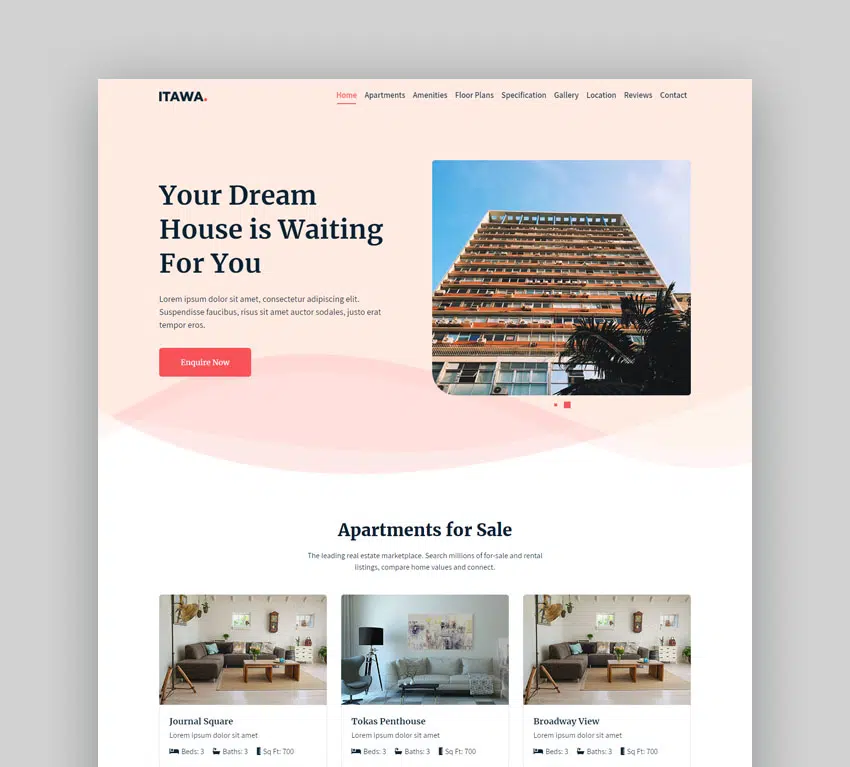 ITAWA.
Home Apartments Amenities Floor Plans Specification Gallery Location Reviews Contact
Your Dream
House is Waiting
For You
Lorem ipsum dolor sit amet, consectetur adipiscing elit.
Suspendisse faucibus, risus sit amet auctor sodales, justo erat
tempor eros.
Enquire Now
Apartments for Sale
The leading real estate marketplace. Search millions of for-sale and rental
listings, compare home values and connect.
Journal Square
Lorem ipsum dolor sit amet
Beds: 3 Baths: 3 Sq Ft: 700
Tokas Penthouse
Lorem ipsum dolor sit amet
Beds: 3 Baths: 3 Sq Ft: 700
Broadway View
Lorem ipsum dolor sit amet
Beds: 3 Baths: 3 Sq Ft: 700